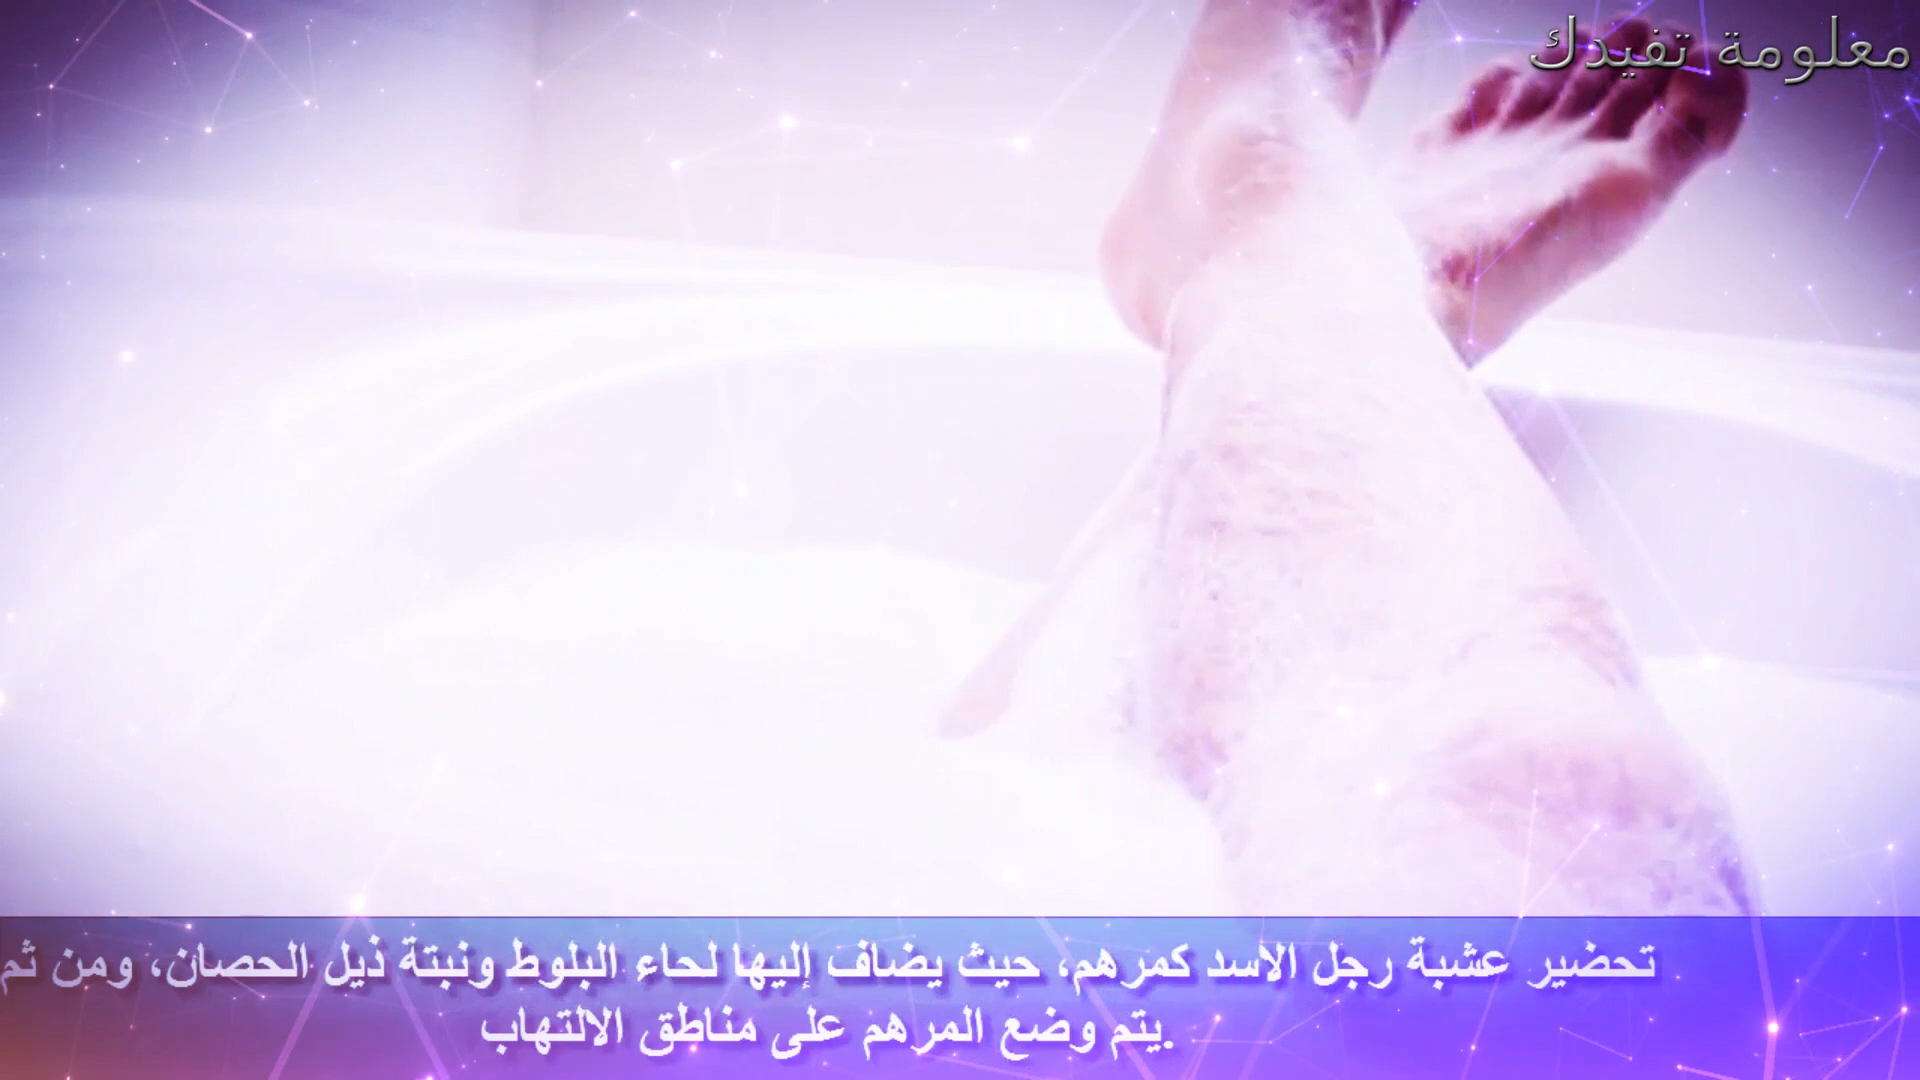 معلومة تفيدك
تحضير عشبة رجل الاسد كمرهم، حيث يضاف إليها لحاء البلوط ونبتة ذيل الحصان، ومن ثم
يتم وضع المرهم على مناطق الالتهاب.